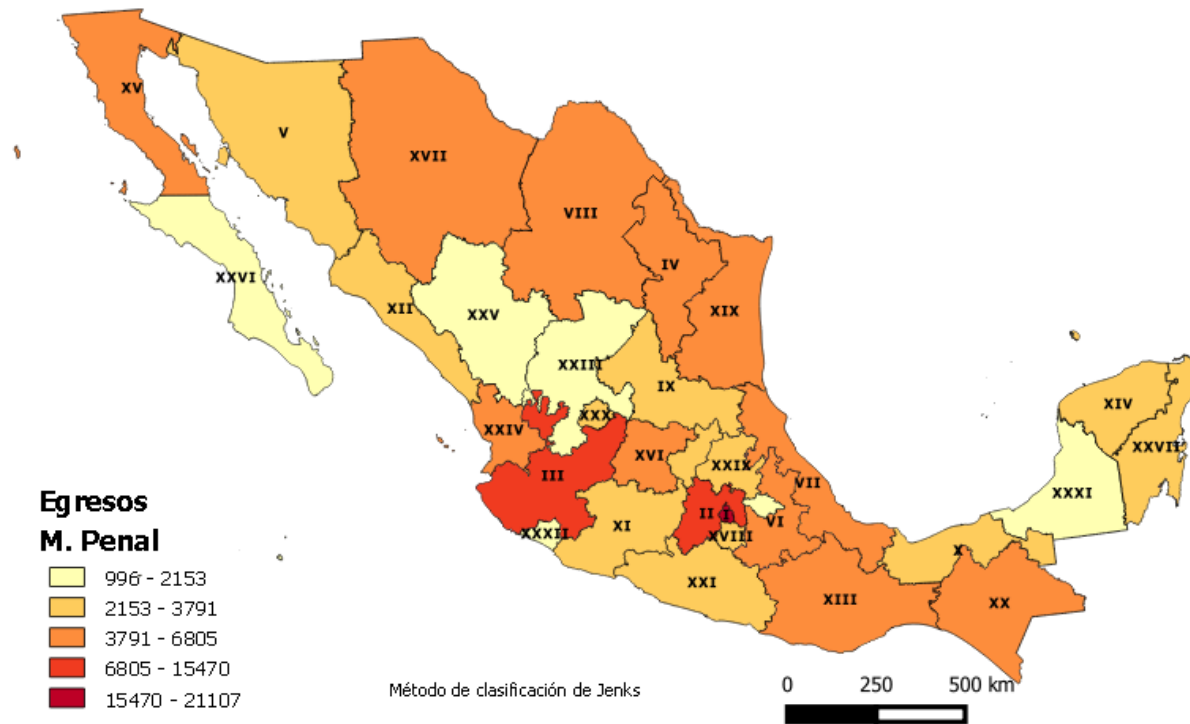 XV
V
XVII
VIII
IV
XXVI
XII
XXV
XIX
XXIII
IX
XXX
XXIV
XVI
XXIX
XIV
XXVII
III
VII
XXXI
II
I
VI
XXXII
XI
XVIII
X
XXI
XIII
XX
Egresos
M. Penal
996 - 2153
2153 - 3791
3791 - 6805
6805 - 15470
15470 - 21107
Método de clasificación de Jenks
0 250 500 km